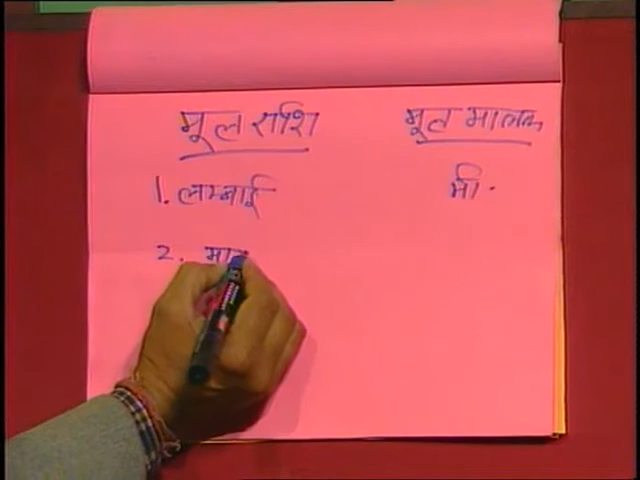 मूल राशि मूल मात्रक
1. लम्बाई मी.
2.